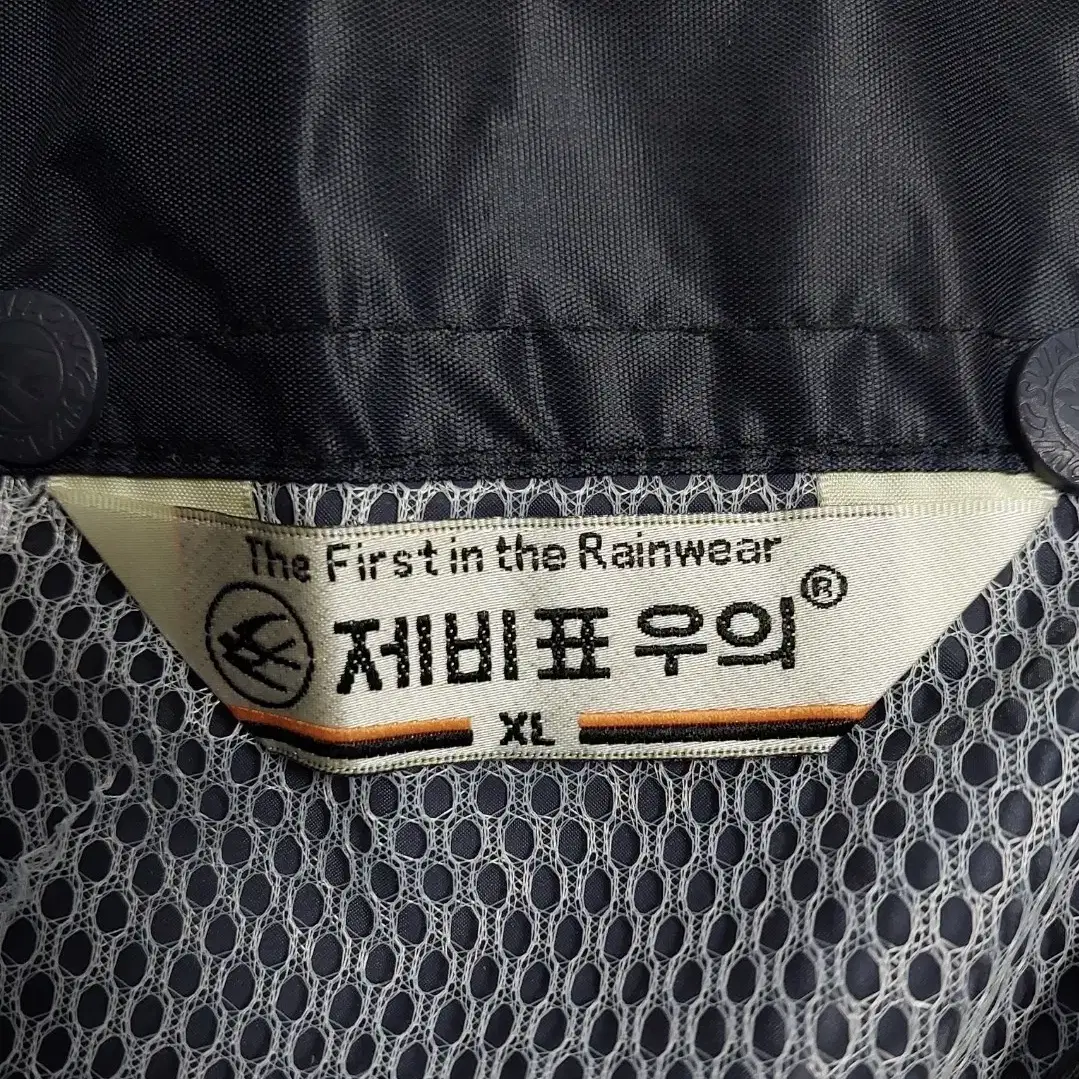 The First in the Rainwear
제비표 우의®
XL